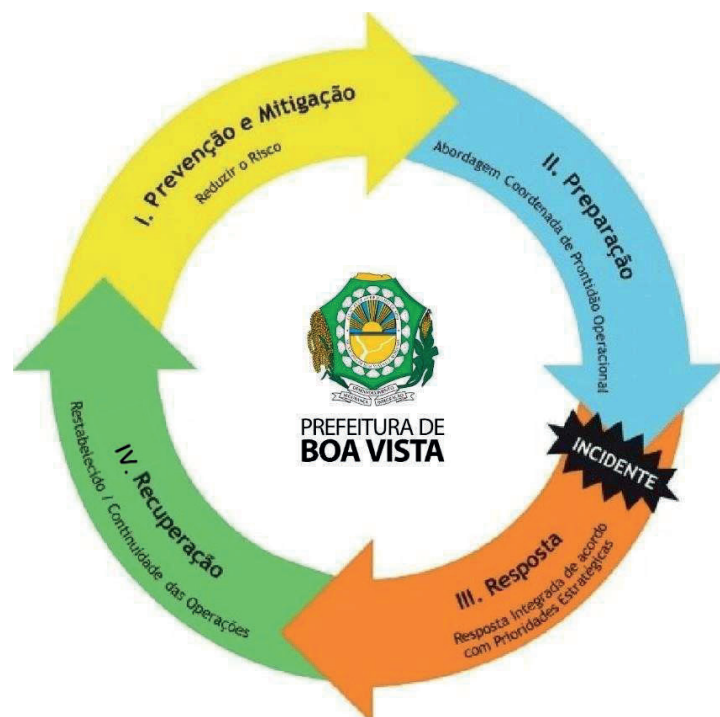 I. Prevenção e Mitigação
Reduzir o Risco
II. Preparação
Abordagem Coordenada de Prontidão Operacional
INCIDENTE
III. Resposta
Resposta Integrada de acordo
com Prioridades Estratégicas
IV. Recuperação
Restabelecido / Continuidade das Operações
PREFEITURA DE
BOA VISTA